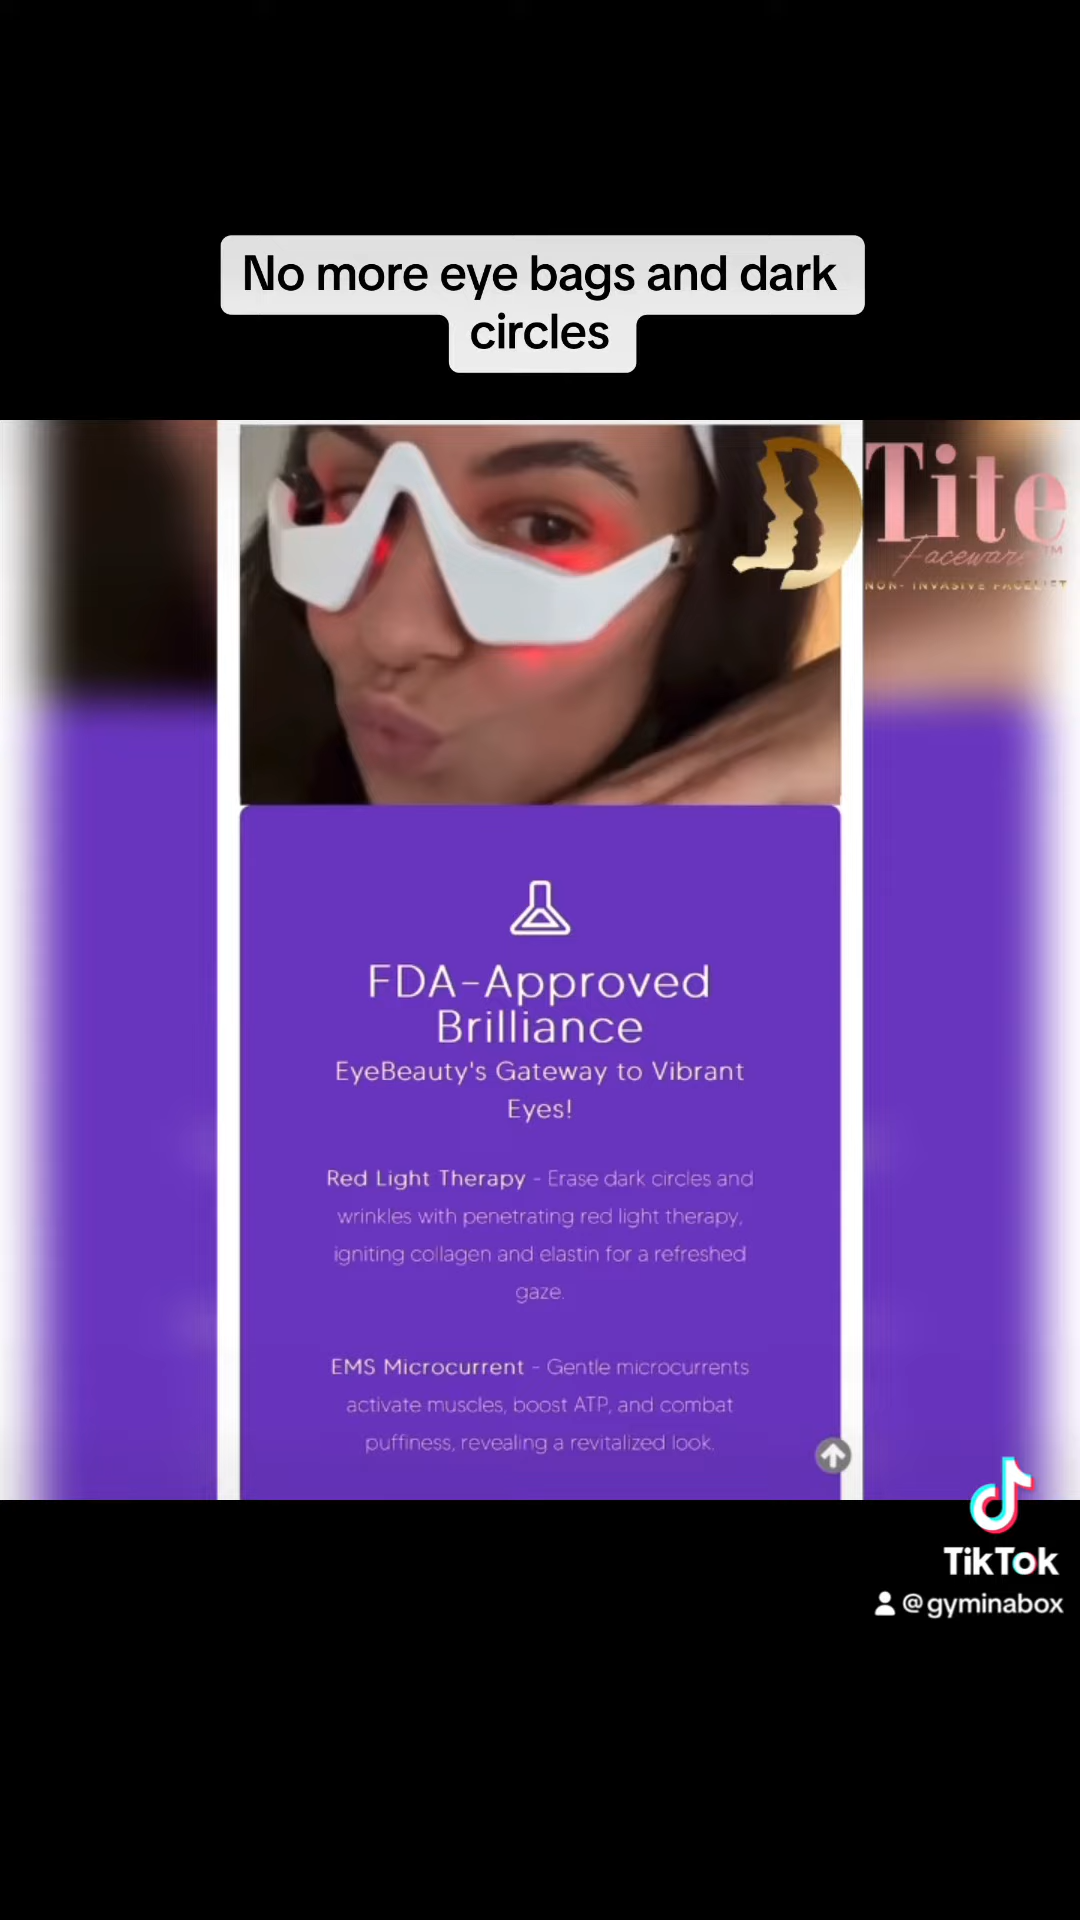 No more eye bags and dark
circles
Tite
Faceware™
NON- INVASIVE FACELIFT
FDA-Approved
Brilliance
EyeBeauty's Gateway to Vibrant
Eyes!
Red Light Therapy - Erase dark circles and
wrinkles with penetrating red light therapy,
igniting collagen and elastin for a refreshed
gaze.
EMS Microcurrent - Gentle microcurrents
activate muscles, boost ATP, and combat
puffiness, revealing a revitalized look.
TikTok
@gyminabox